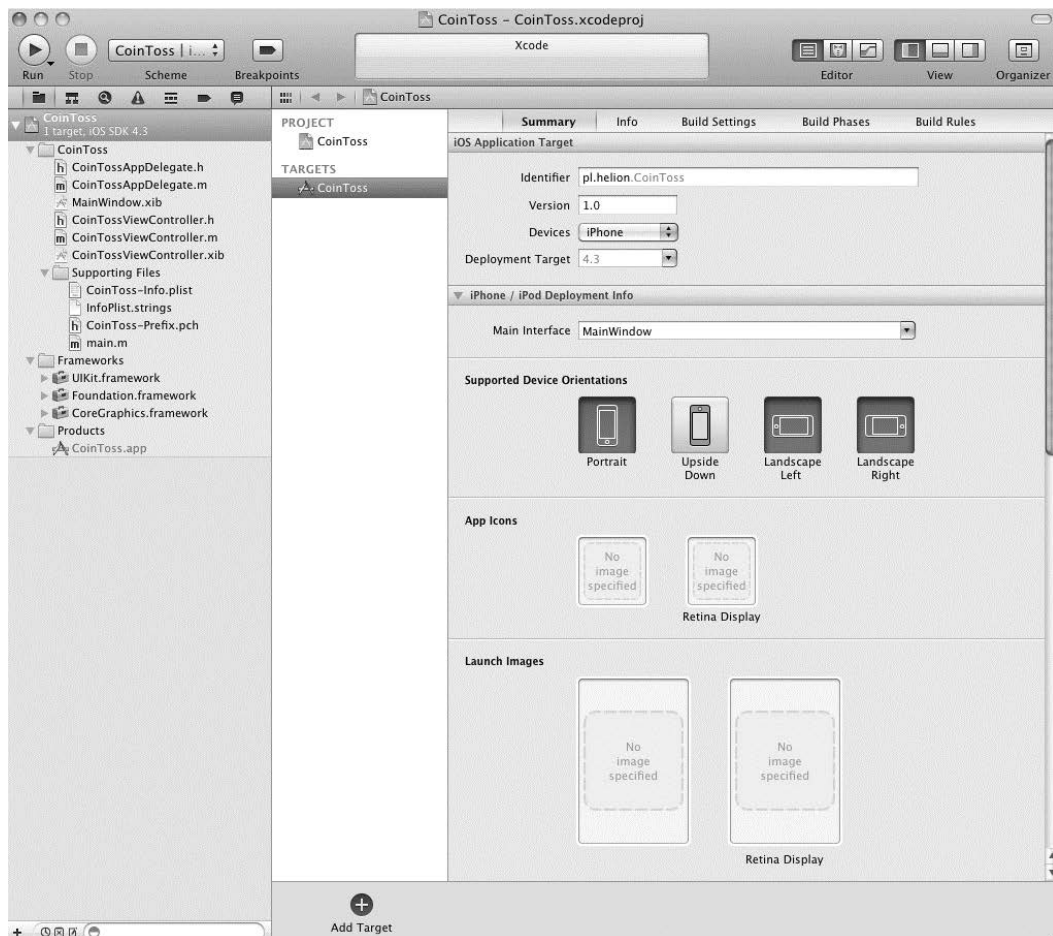 CoinToss - CoinToss.xcodeproj
CoinToss | i...
Xcode
Run
Stop
Scheme
Breakpoints
Editor
View
Organizer
CoinToss
CoinToss
1 target, iOS SDK 4.3
CoinToss
h CoinTossAppDelegate.h
m CoinTossAppDelegate.m
MainWindow.xib
h CoinTossViewController.h
m CoinTossViewController.m
CoinTossViewController.xib
Supporting Files
CoinToss-Info.plist
InfoPlist.strings
h CoinToss-Prefix.pch
m main.m
Frameworks
UIKit.framework
Foundation.framework
CoreGraphics.framework
Products
CoinToss.app
PROJECT
CoinToss
TARGETS
CoinToss
Summary
Info
Build Settings
Build Phases
Build Rules
iOS Application Target
Identifier pl.helion.CoinToss
Version 1.0
Devices iPhone
Deployment Target 4.3
iPhone / iPod Deployment Info
Main Interface MainWindow
Supported Device Orientations
Portrait
Upside
Down
Landscape
Left
Landscape
Right
App Icons
No
image
specified
No
image
specified
Retina Display
Launch Images
No
image
specified
No
image
specified
Retina Display
Add Target